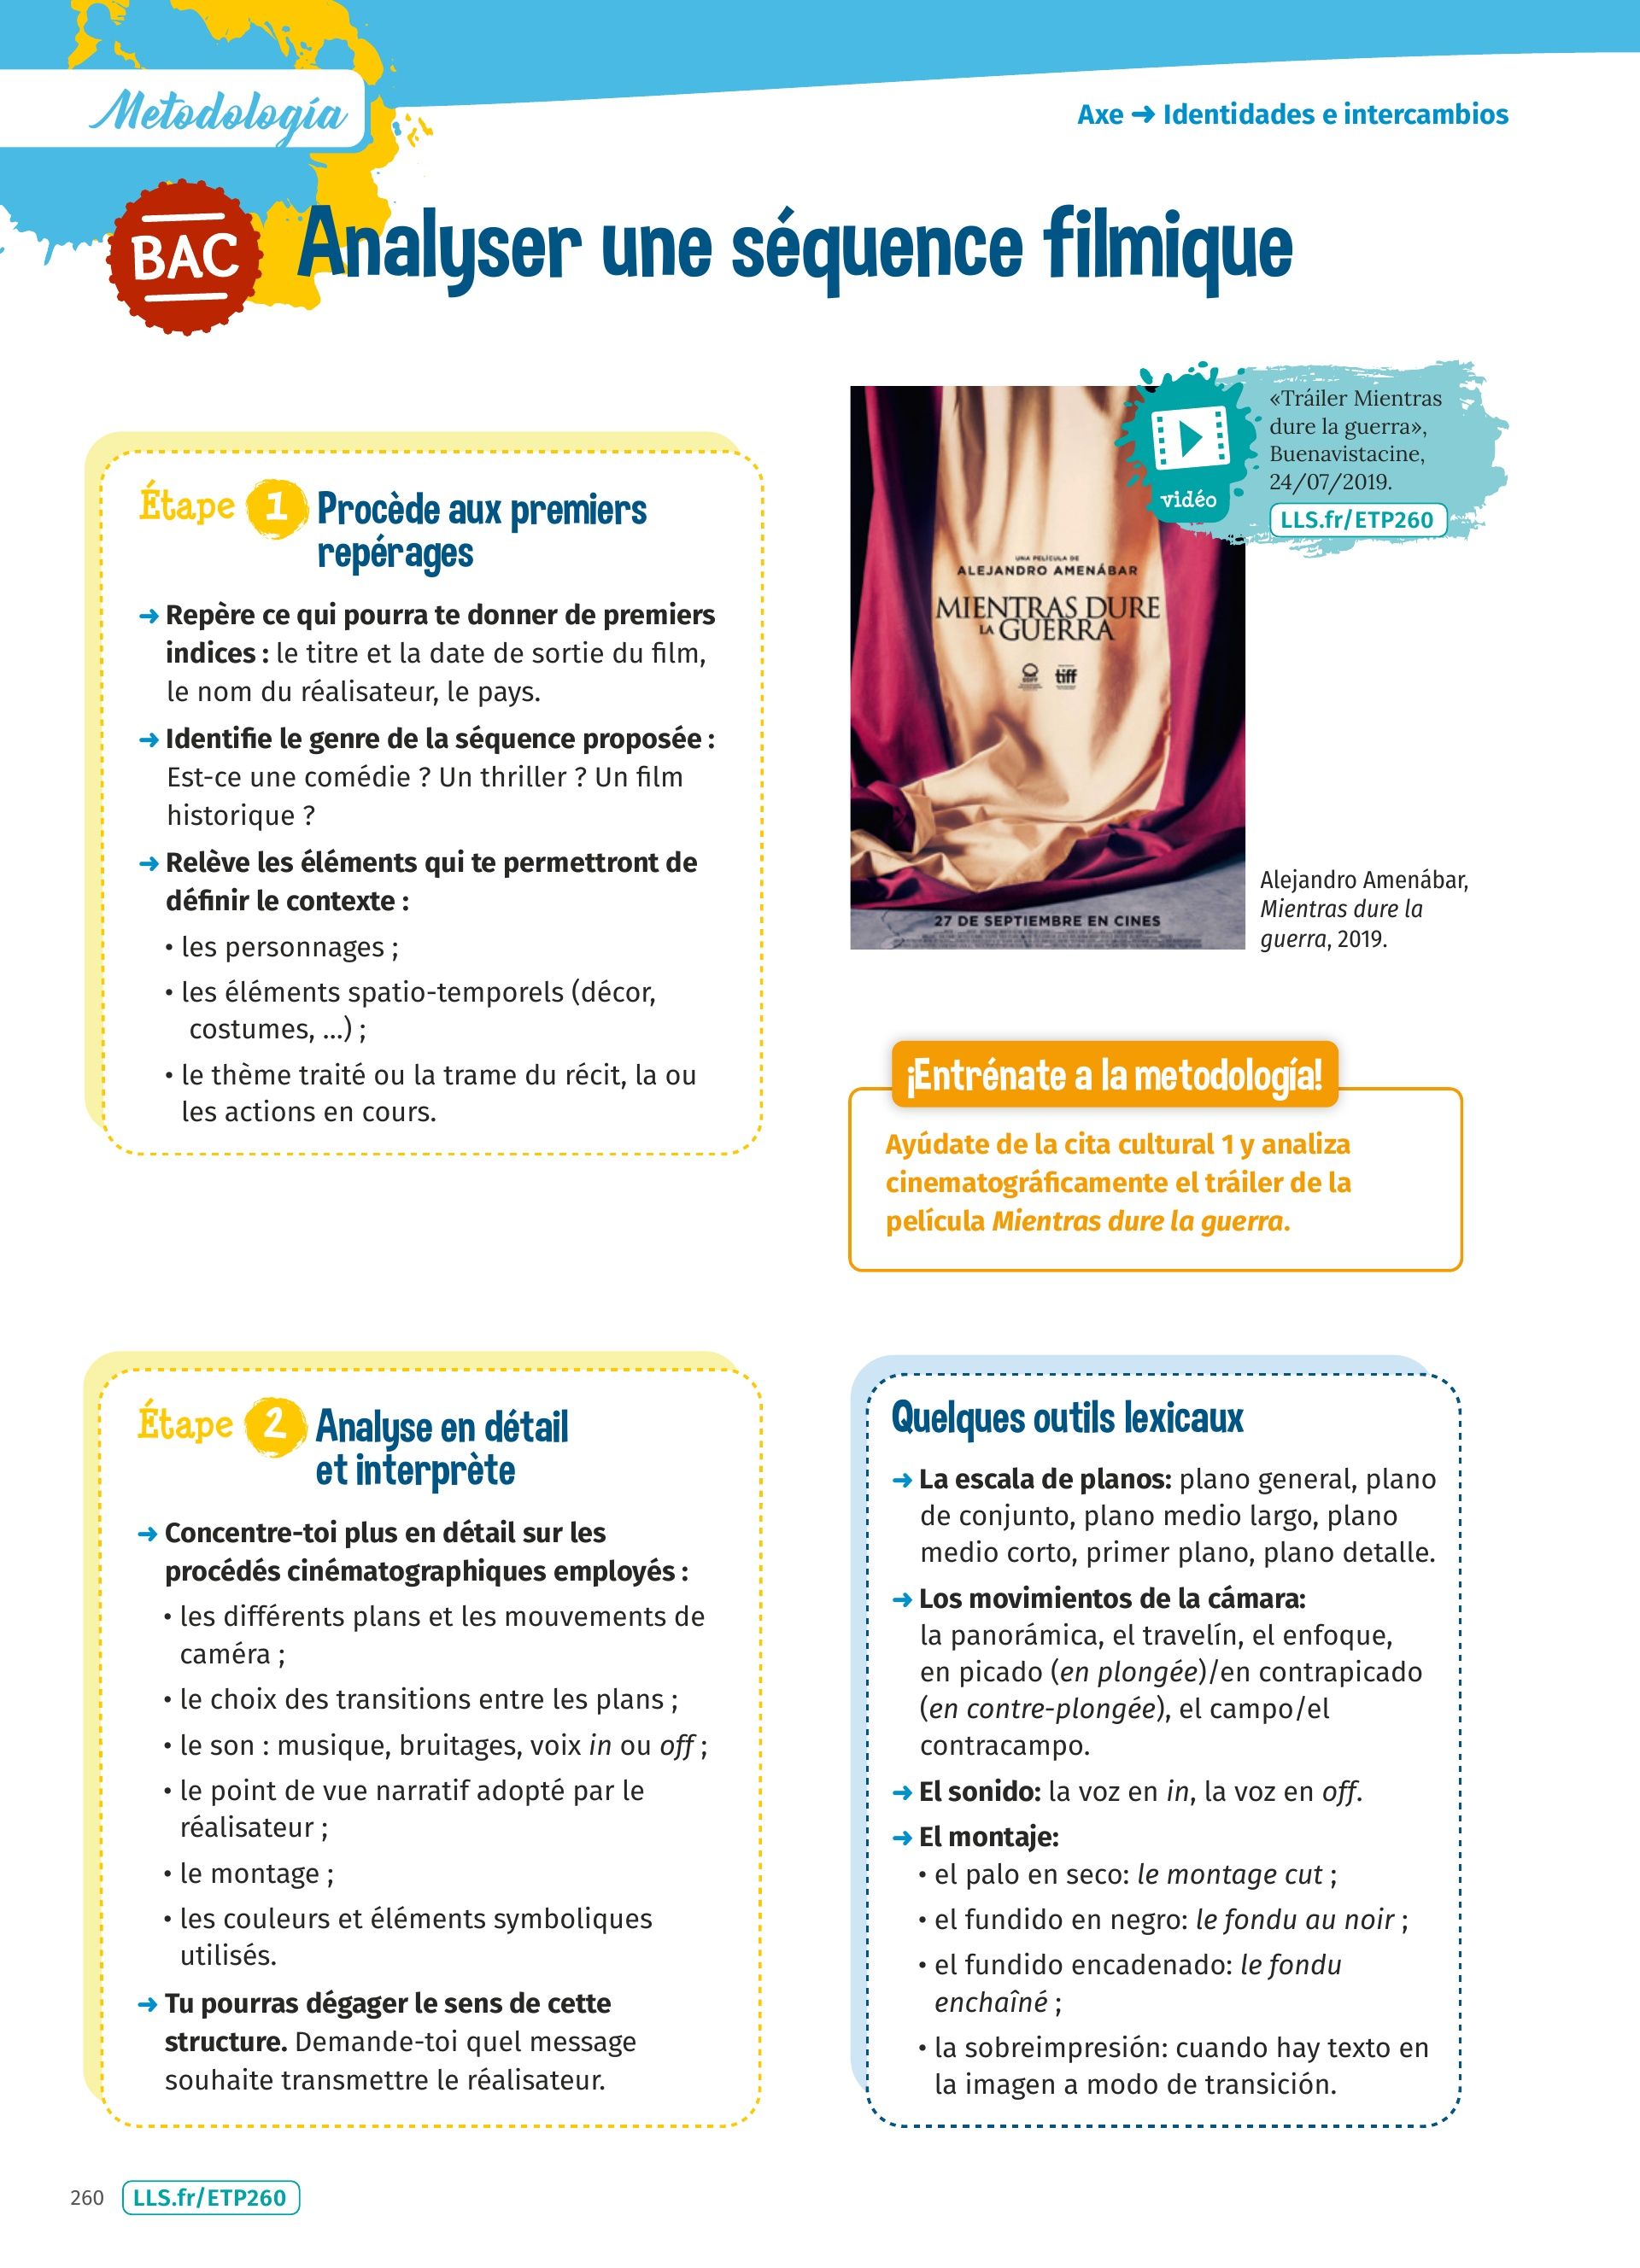 Metodología
Axe ➜ Identidades e intercambios
BAC
Analyser une séquence filmique
Étape 1 Procède aux premiers
repérages
➜ Repère ce qui pourra te donner de premiers
indices : le titre et la date de sortie du film,
le nom du réalisateur, le pays.
➜ Identifie le genre de la séquence proposée :
Est-ce une comédie ? Un thriller ? Un film
historique ?
➜ Relève les éléments qui te permettront de
définir le contexte :
• les personnages ;
• les éléments spatio-temporels (décor,
costumes, ...) ;
• le thème traité ou la trame du récit, la ou
les actions en cours.
vidéo
«Tráiler Mientras
dure la guerra»,
Buenavistacine,
24/07/2019.
LLS.fr/ETP260
UNA PELÍCULA DE
ALEJANDRO AMENÁBAR
MIENTRAS DURE
LA GUERRA
SSIFF
tiff
27 DE SEPTIEMBRE EN CINES
Alejandro Amenábar,
Mientras dure la
guerra, 2019.
¡Entrénate a la metodología!
Ayúdate de la cita cultural 1 y analiza
cinematográficamente el tráiler de la
película Mientras dure la guerra.
Étape 2 Analyse en détail
et interprète
➜ Concentre-toi plus en détail sur les
procédés cinématographiques employés :
• les différents plans et les mouvements de
caméra ;
• le choix des transitions entre les plans ;
• le son : musique, bruitages, voix in ou off ;
• le point de vue narratif adopté par le
réalisateur ;
• le montage ;
• les couleurs et éléments symboliques
utilisés.
➜ Tu pourras dégager le sens de cette
structure. Demande-toi quel message
souhaite transmettre le réalisateur.
Quelques outils lexicaux
➜ La escala de planos: plano general, plano
de conjunto, plano medio largo, plano
medio corto, primer plano, plano detalle.
➜ Los movimientos de la cámara:
la panorámica, el travelín, el enfoque,
en picado (en plongée)/en contrapicado
(en contre-plongée), el campo/el
contracampo.
➜ El sonido: la voz en in, la voz en off.
➜ El montaje:
• el palo en seco: le montage cut ;
• el fundido en negro: le fondu au noir ;
• el fundido encadenado: le fondu
enchaîné ;
• la sobreimpresión: cuando hay texto en
la imagen a modo de transición.
260
LLS.fr/ETP260